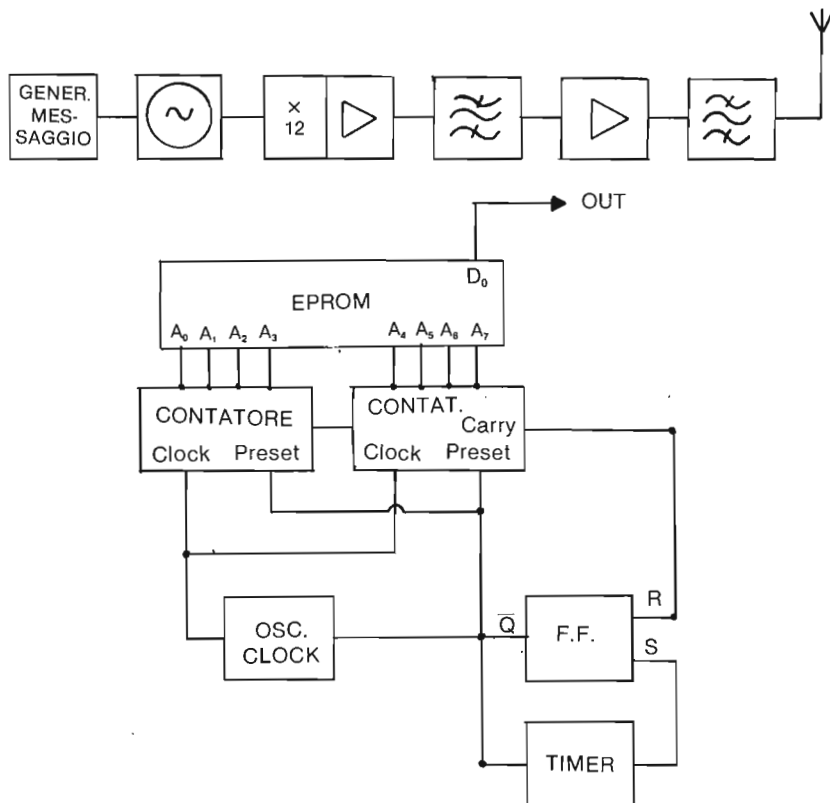 GENER.
MES-
SAGGIO
×
12
OUT
D0
EPROM
A0 A1 A2 A3 A4 A5 A6 A7
CONTATORE
Clock Preset
CONTAT.
Carry
Clock Preset
OSC.
CLOCK
Q̅
F.F.
R
S
TIMER